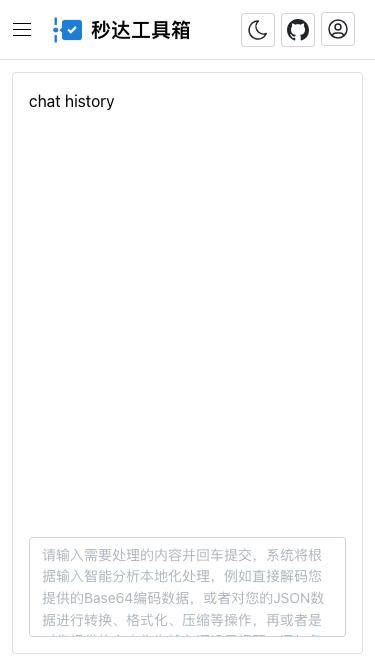 秒达工具箱
chat history
请输入需要处理的内容并回车提交，系统将根
据输入智能分析本地化处理，例如直接解码您
提供的Base64编码数据，或者对您的JSON数
据进行转换、格式化、压缩等操作，再或者是